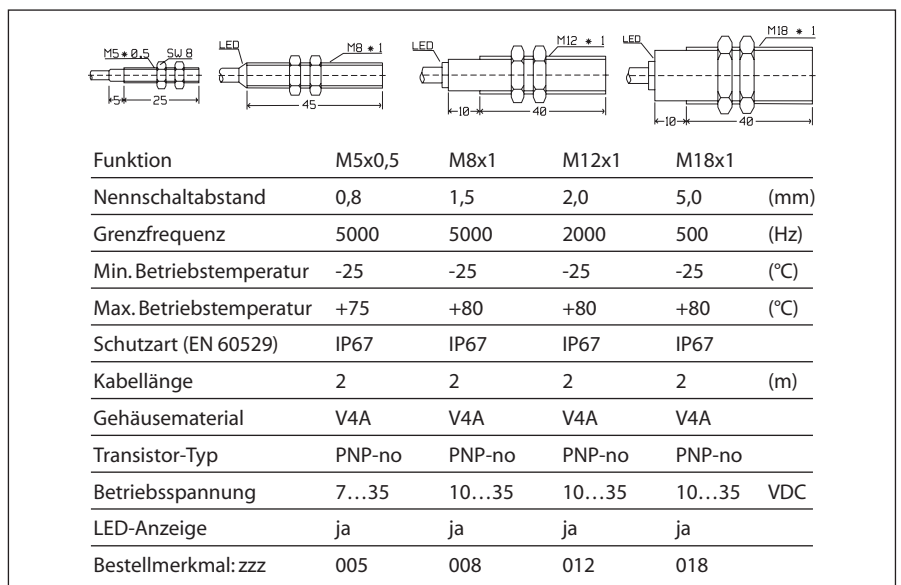 LED M8 * 1 LED M12 * 1 LED M18 * 1
M5*0,5 SW 8
5 25 45 10 40 10 40
Funktion M5x0,5 M8x1 M12x1 M18x1
Nennschaltabstand 0,8 1,5 2,0 5,0 (mm)
Grenzfrequenz 5000 5000 2000 500 (Hz)
Min. Betriebstemperatur -25 -25 -25 -25 (°C)
Max. Betriebstemperatur +75 +80 +80 +80 (°C)
Schutzart (EN 60529) IP67 IP67 IP67 IP67
Kabellänge 2 2 2 2 (m)
Gehäusematerial V4A V4A V4A V4A
Transistor-Typ PNP-no PNP-no PNP-no PNP-no
Betriebsspannung 7...35 10...35 10...35 10...35 VDC
LED-Anzeige ja ja ja ja
Bestellmerkmal: zzz 005 008 012 018